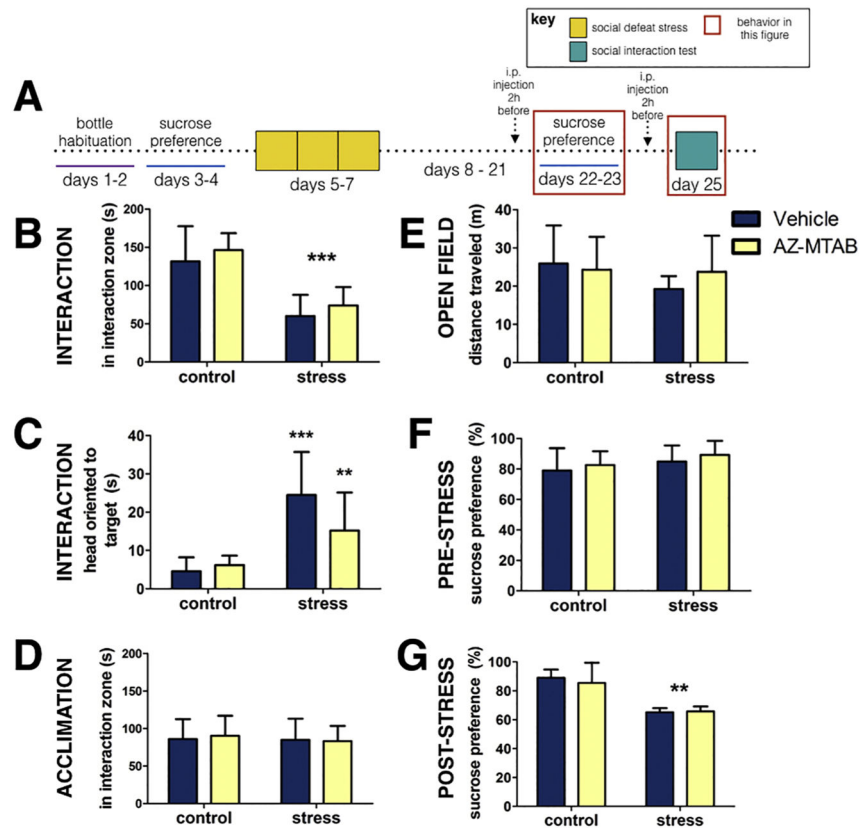 key
social defeat stress
social interaction test
behavior in
this figure
A
bottle
habituation
days 1-2
sucrose
preference
days 3-4
days 5-7
days 8 - 21
i.p.
injection
2h
before
sucrose
preference
days 22-23
i.p.
injection
2h
before
day 25
Vehicle
AZ-MTAB
B
INTERACTION
in interaction zone (s)
200
150
100
50
0
***
control
stress
C
INTERACTION
head oriented to
target (s)
40
30
20
10
0
***
**
control
stress
D
ACCLIMATION
in interaction zone (s)
200
150
100
50
0
control
stress
E
OPEN FIELD
distance traveled (m)
40
30
20
10
0
control
stress
F
PRE-STRESS
sucrose preference (%)
100
80
60
40
20
0
control
stress
G
POST-STRESS
sucrose preference (%)
100
80
60
40
20
0
**
control
stress